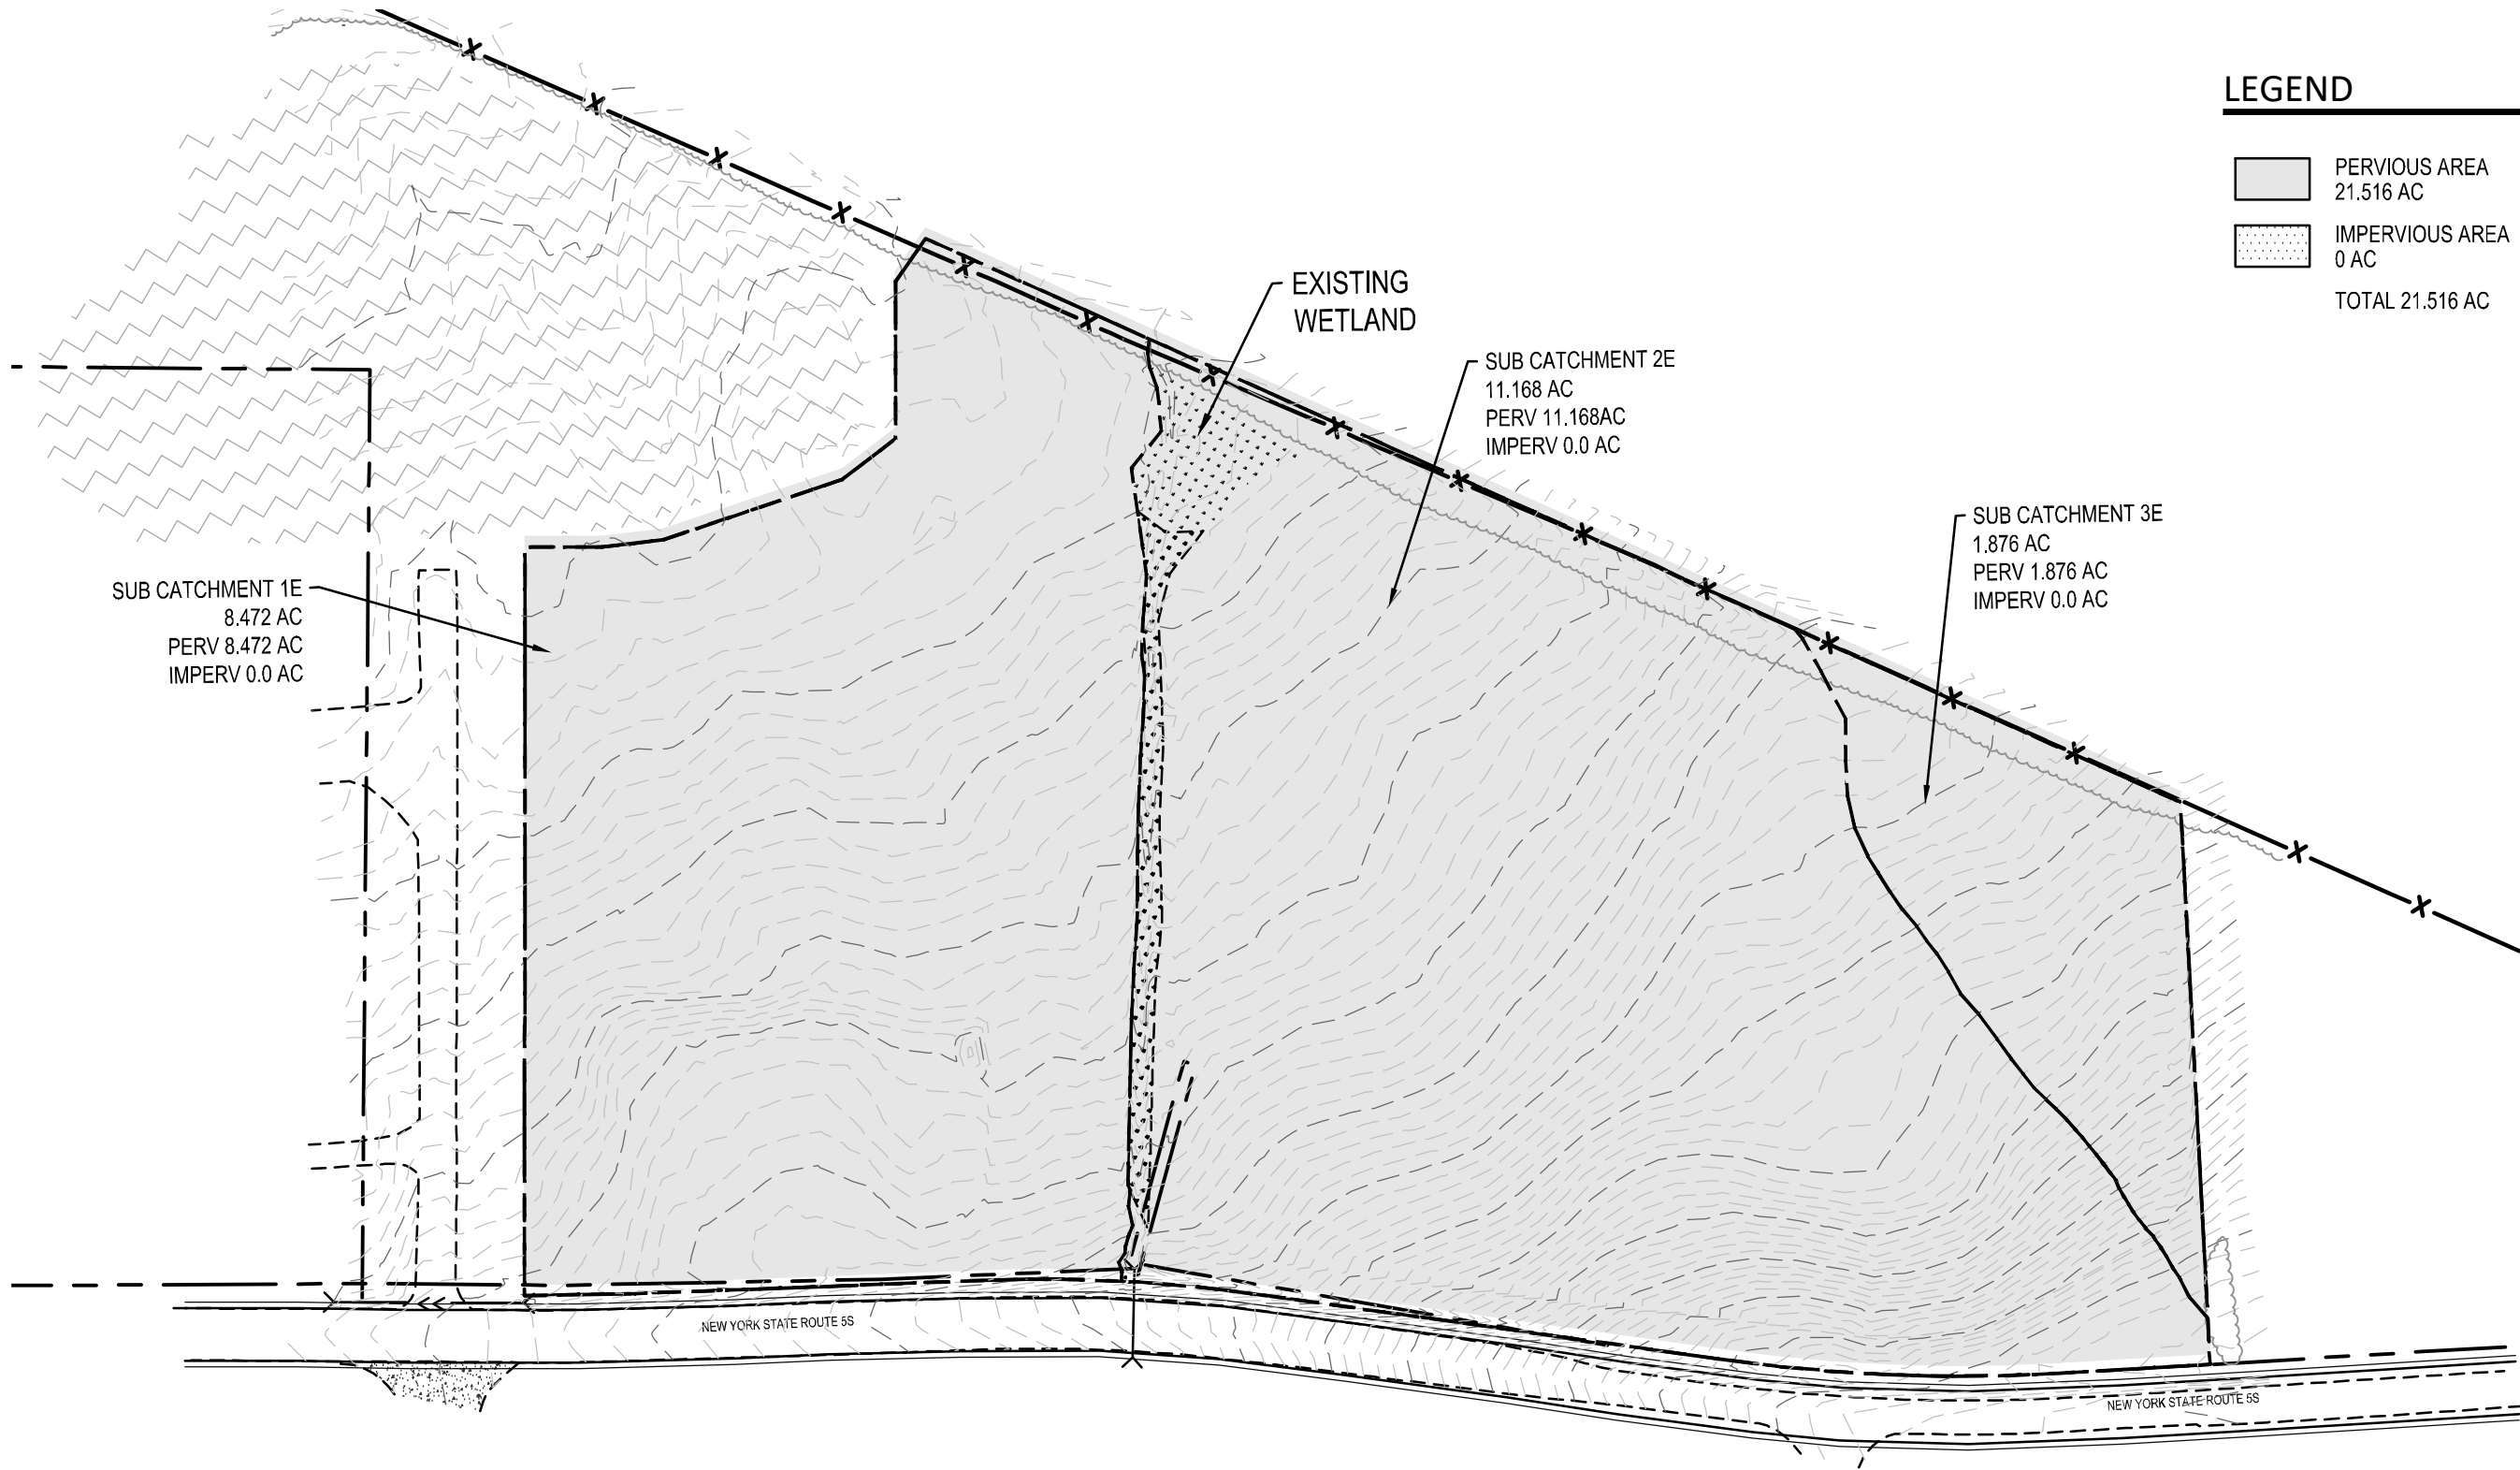 LEGEND
PERVIOUS AREA
21.516 AC
IMPERVIOUS AREA
0 AC
TOTAL 21.516 AC
EXISTING
WETLAND
SUB CATCHMENT 2E
11.168 AC
PERV 11.168AC
IMPERV 0.0 AC
SUB CATCHMENT 3E
1.876 AC
PERV 1.876 AC
IMPERV 0.0 AC
SUB CATCHMENT 1E
8.472 AC
PERV 8.472 AC
IMPERV 0.0 AC
NEW YORK STATE ROUTE 5S
NEW YORK STATE ROUTE 5S